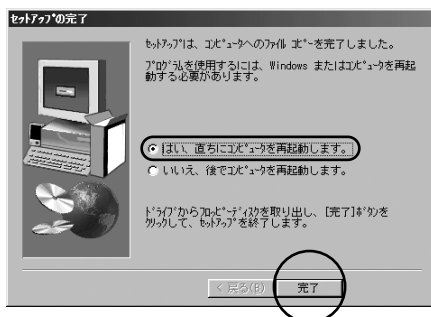 ｾｯﾄｱｯﾌﾟの完了
ｾｯﾄｱｯﾌﾟは、ｺﾝﾋﾟｭｰﾀへのﾌｧｲﾙ ｺﾋﾟｰを完了しました。
ﾌﾟﾛｸﾞﾗﾑを使用するには、Windows またはｺﾝﾋﾟｭｰﾀを再起
動する必要があります。
はい、直ちにｺﾝﾋﾟｭｰﾀを再起動します。
いいえ、後でｺﾝﾋﾟｭｰﾀを再起動します。
ﾄﾞﾗｲﾌﾞからﾌﾛｯﾋﾟｰﾃﾞｨｽｸを取り出し、[完了]ﾎﾞﾀﾝを
ｸﾘｯｸして、ｾｯﾄｱｯﾌﾟを終了します。
< 戻る(B)
完了